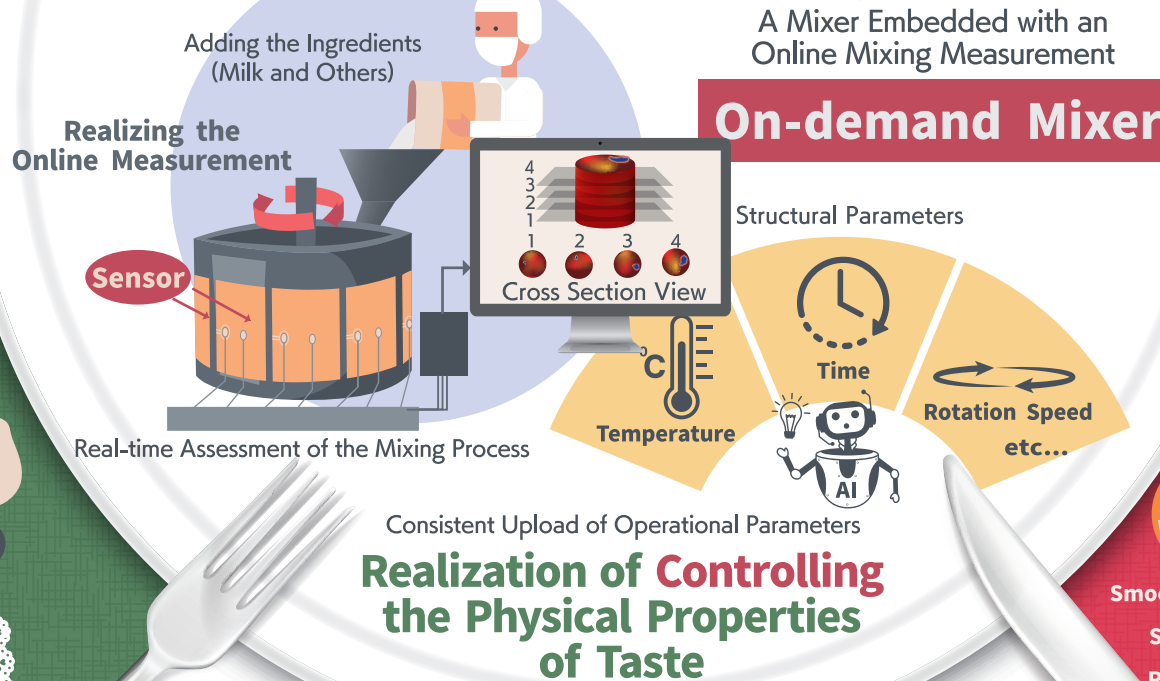 A Mixer Embedded with an
Online Mixing Measurement
On-demand Mixer
Adding the Ingredients
(Milk and Others)
Realizing the
Online Measurement
Sensor
4
3
2
1
1 2 3 4
Cross Section View
Real-time Assessment of the Mixing Process
Structural Parameters
°C
Temperature
Time
Rotation Speed
etc...
AI
Consistent Upload of Operational Parameters
Realization of Controlling
the Physical Properties
of Taste
Smoo
S